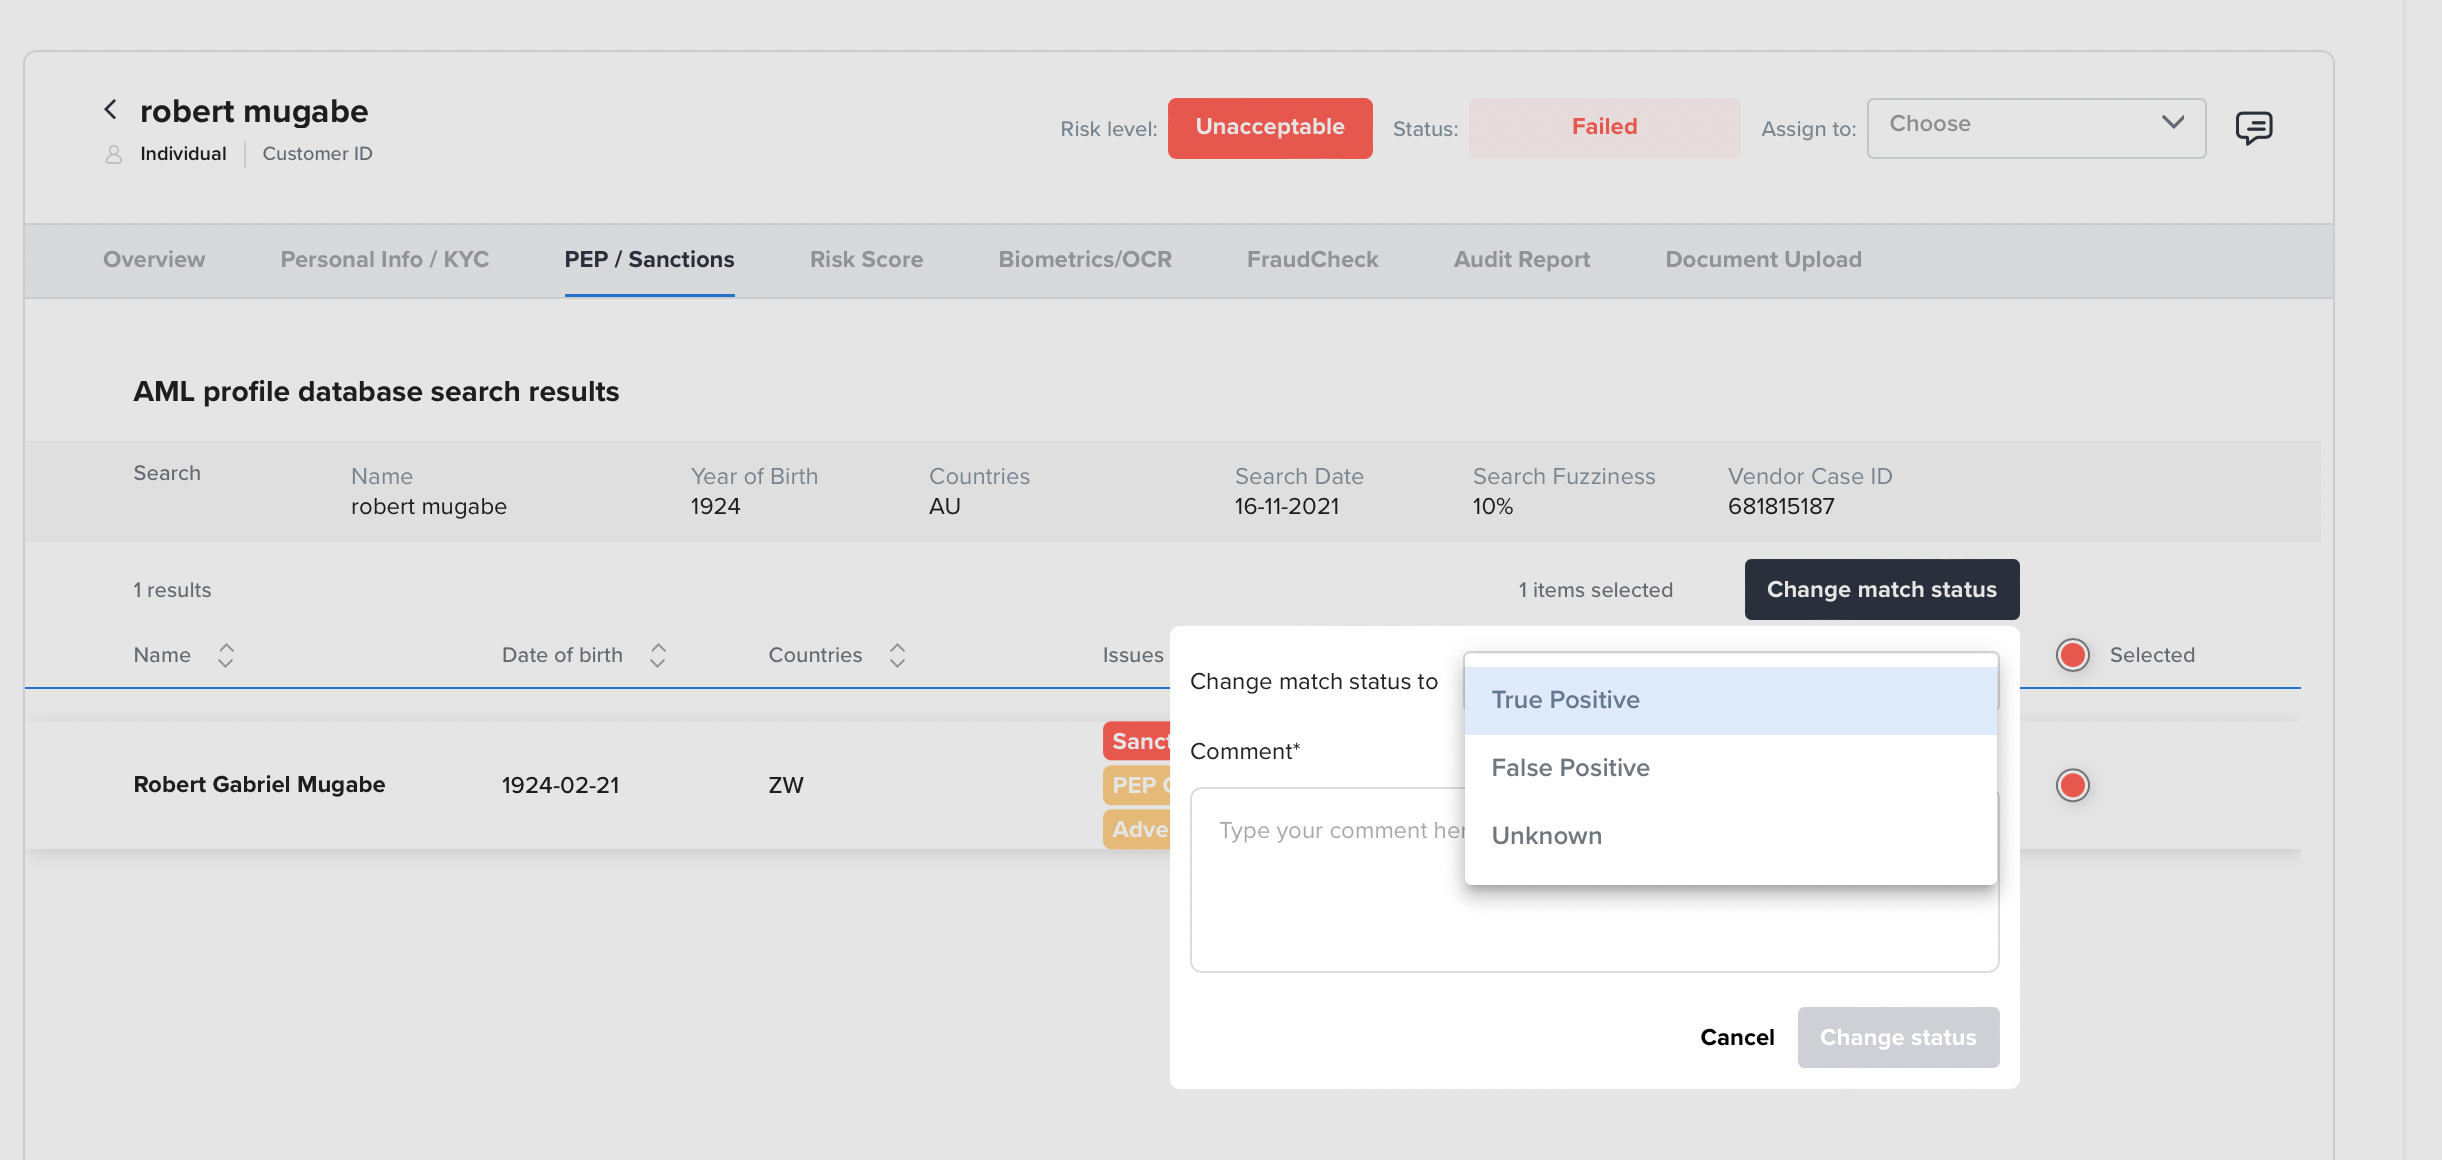 robert mugabe
Individual
Customer ID
Risk level:
Unacceptable
Status:
Failed
Assign to:
Choose
Overview
Personal Info / KYC
PEP / Sanctions
Risk Score
Biometrics/OCR
FraudCheck
Audit Report
Document Upload
AML profile database search results
Search
Name
robert mugabe
Year of Birth
1924
Countries
AU
Search Date
16-11-2021
Search Fuzziness
10%
Vendor Case ID
681815187
1 results
1 items selected
Change match status
Name
Date of birth
Countries
Issues
Selected
Robert Gabriel Mugabe
1924-02-21
ZW
Sanct
PEP
Adve
Change match status to
True Positive
False Positive
Unknown
Comment*
Type your comment her
Cancel
Change status